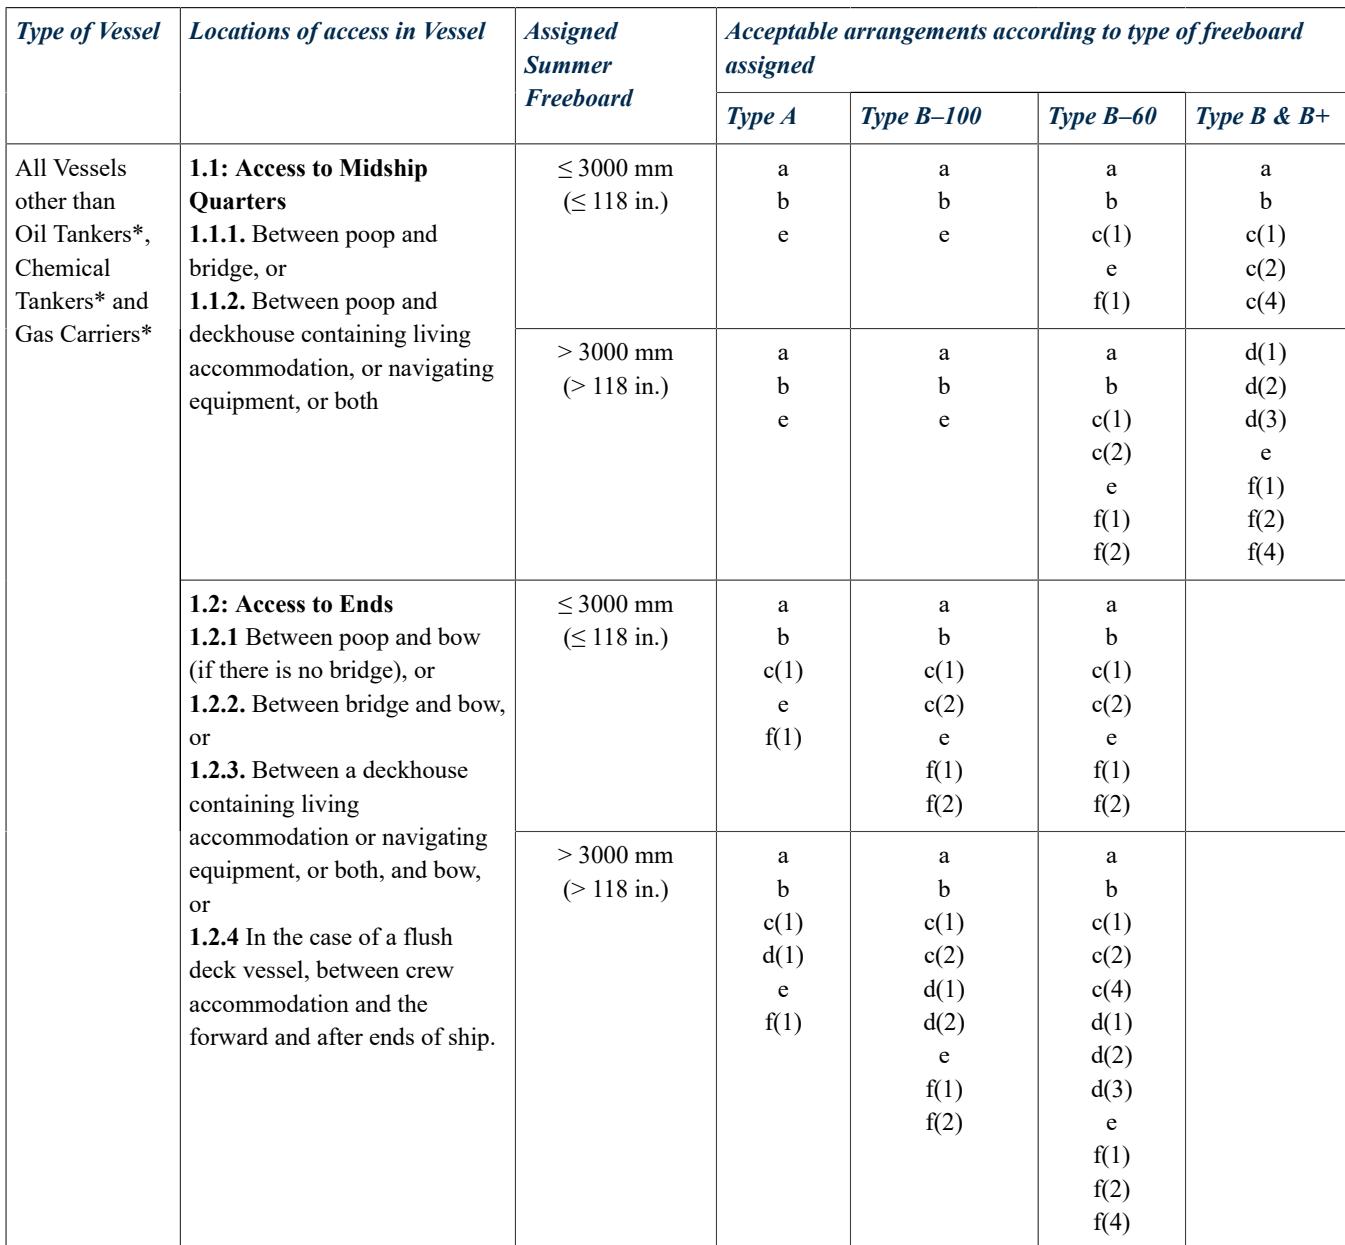 Type of Vessel
Locations of access in Vessel
Assigned
Summer
Freeboard
Acceptable arrangements according to type of freeboard
assigned
Type A
Type B–100
Type B–60
Type B & B+
All Vessels
other than
Oil Tankers*,
Chemical
Tankers* and
Gas Carriers*
1.1: Access to Midship
Quarters
1.1.1. Between poop and
bridge, or
1.1.2. Between poop and
deckhouse containing living
accommodation, or navigating
equipment, or both
≤ 3000 mm
(≤ 118 in.)
a
b
e
a
b
e
a
b
c(1)
e
f(1)
a
b
c(1)
c(2)
c(4)
> 3000 mm
(> 118 in.)
a
b
e
a
b
e
a
b
c(1)
c(2)
e
f(1)
f(2)
d(1)
d(2)
d(3)
e
f(1)
f(2)
f(4)
1.2: Access to Ends
1.2.1 Between poop and bow
(if there is no bridge), or
1.2.2. Between bridge and bow,
or
1.2.3. Between a deckhouse
containing living
accommodation or navigating
equipment, or both, and bow,
or
1.2.4 In the case of a flush
deck vessel, between crew
accommodation and the
forward and after ends of ship.
≤ 3000 mm
(≤ 118 in.)
a
b
c(1)
e
f(1)
a
b
c(1)
c(2)
e
f(1)
f(2)
a
b
c(1)
c(2)
e
f(1)
f(2)
> 3000 mm
(> 118 in.)
a
b
c(1)
d(1)
e
f(1)
a
b
c(1)
c(2)
d(1)
d(2)
e
f(1)
f(2)
a
b
c(1)
c(2)
c(4)
d(1)
d(2)
d(3)
e
f(1)
f(2)
f(4)